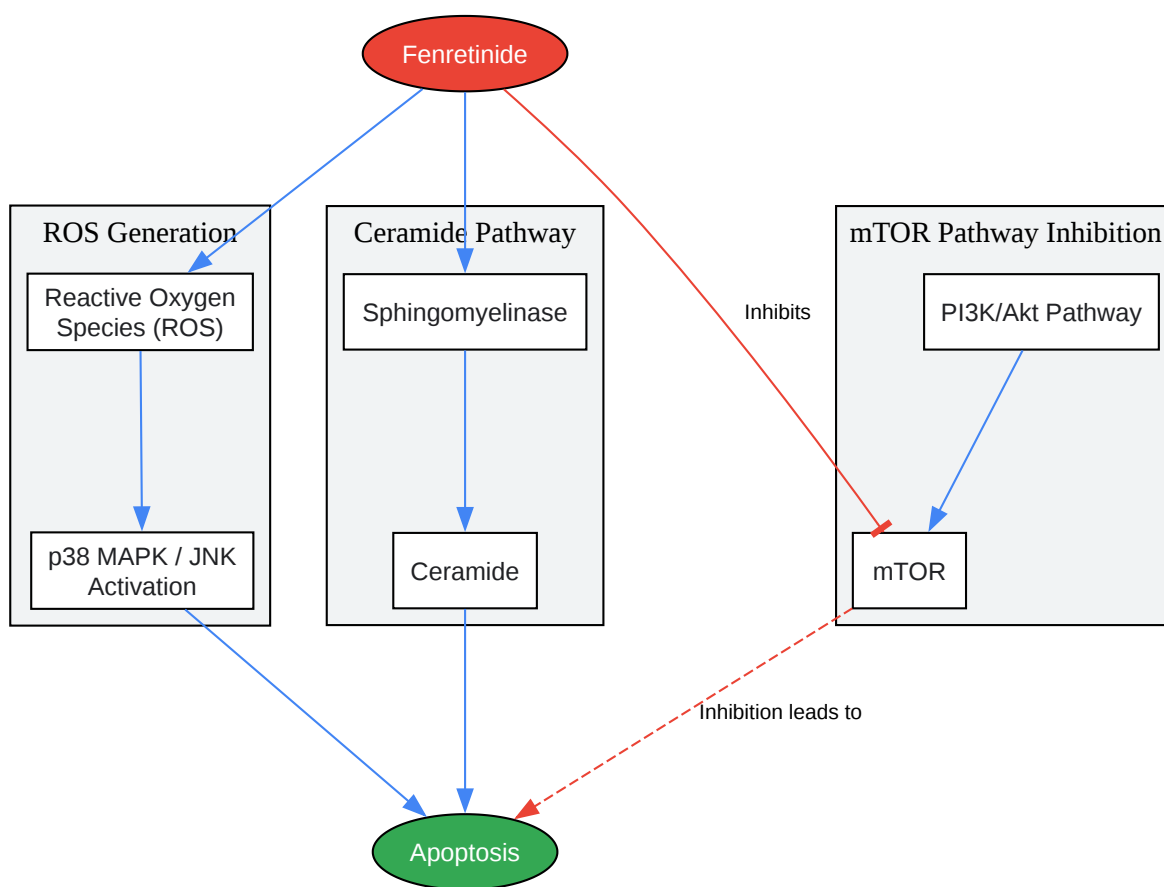 Fenretinide
ROS Generation
Ceramide Pathway
mTOR Pathway Inhibition
Reactive Oxygen
Species (ROS)
Sphingomyelinase
Inhibits
PI3K/Akt Pathway
p38 MAPK / JNK
Activation
Ceramide
mTOR
Inhibition leads to
Apoptosis